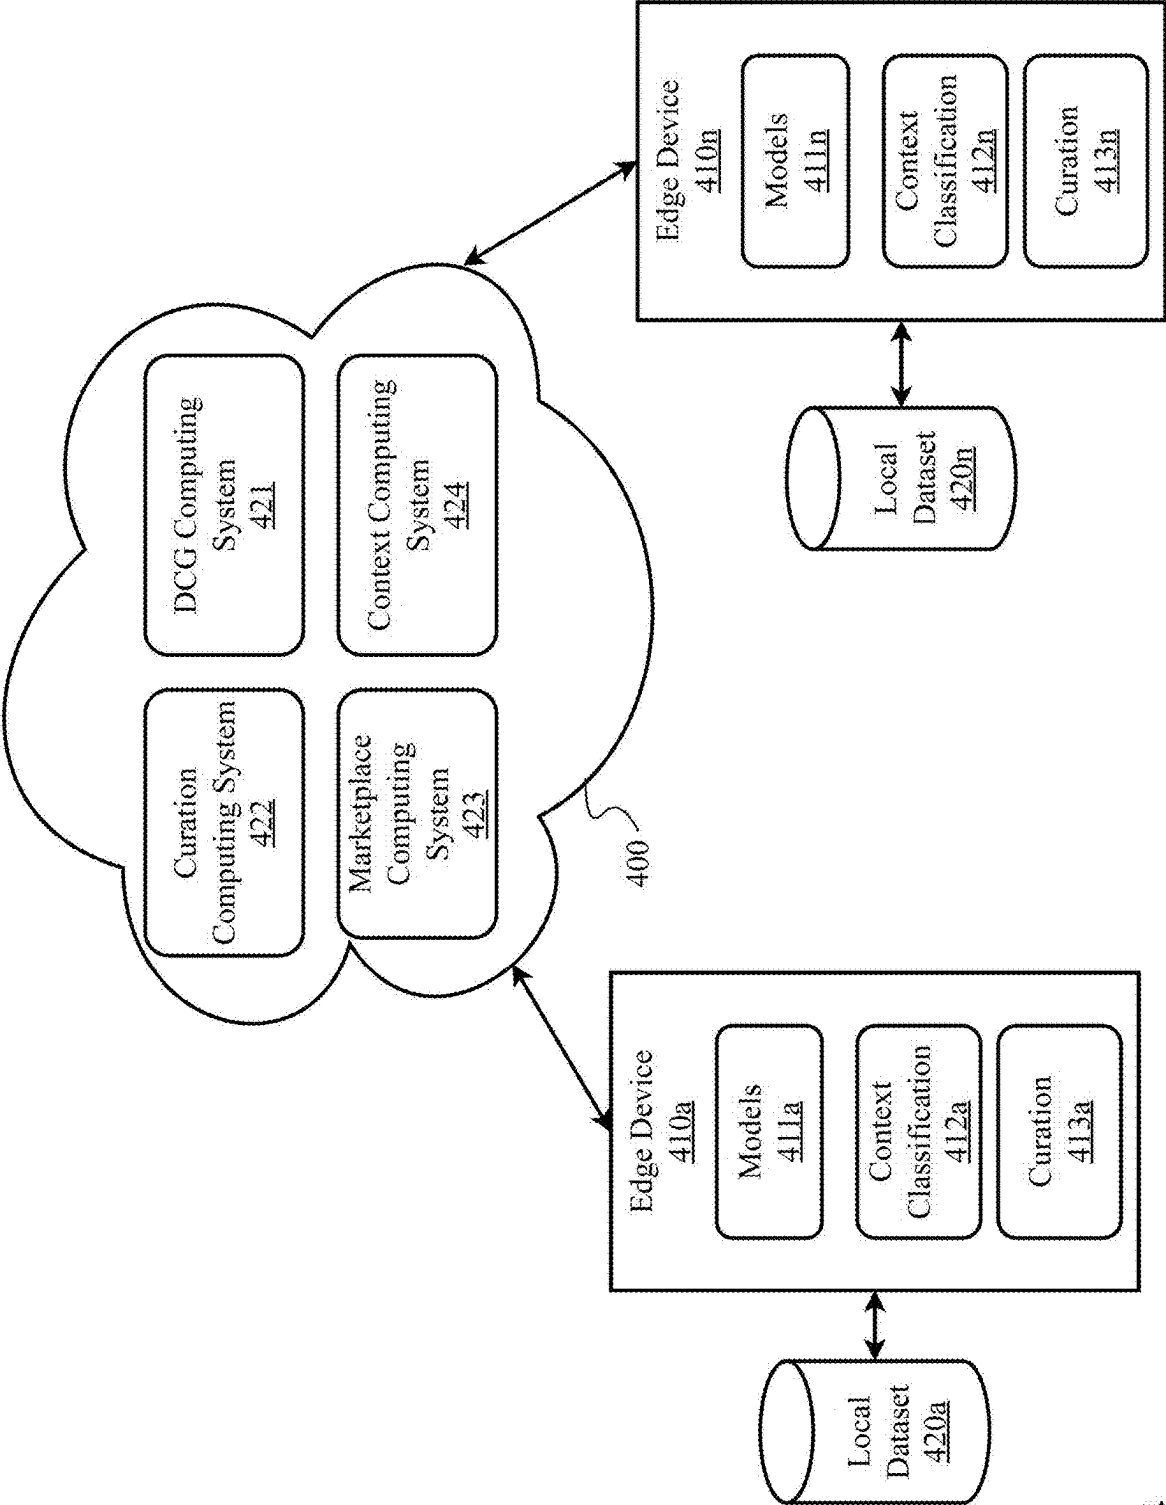 Curation
Computing System
422
DCG Computing
System
421
Marketplace
Computing
System
423
Context Computing
System
424
400
Edge Device
410a
Models
411a
Context
Classification
412a
Curation
413a
Local
Dataset
420a
Edge Device
410n
Models
411n
Context
Classification
412n
Curation
413n
Local
Dataset
420n